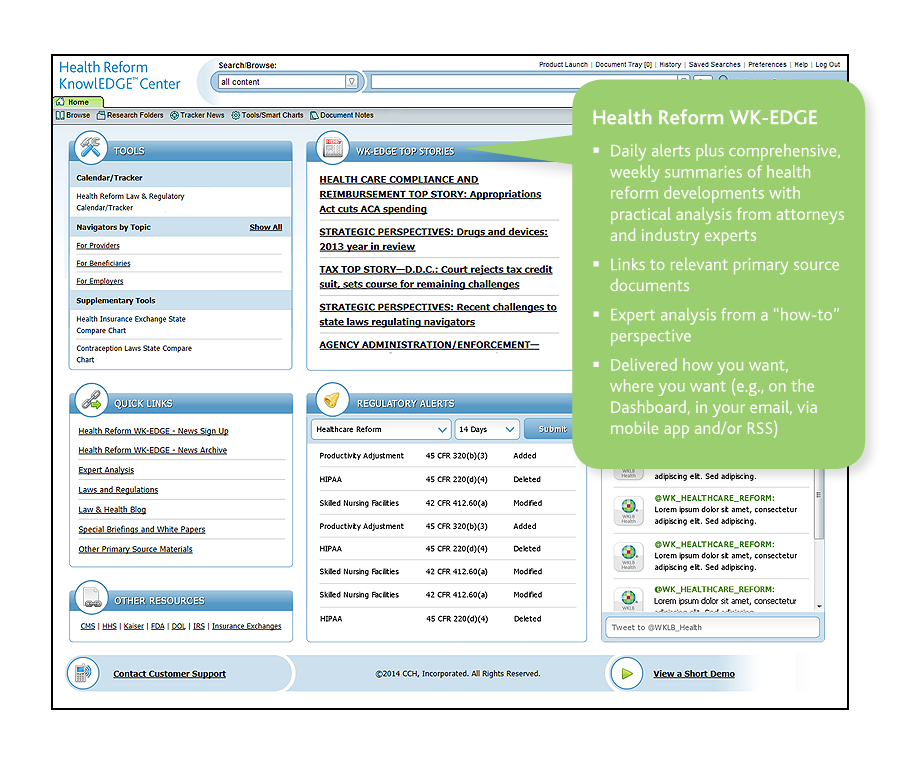 Health Reform
KnowlEDGE™ Center
Search/Browse:
all content
Product Launch | Document Tray [0] | History | Saved Searches | Preferences | Help | Log Out
Home
Browse Research Folders Tracker News Tools/Smart Charts Document Notes
TOOLS
Calendar/Tracker
Health Reform Law & Regulatory
Calendar/Tracker
Navigators by Topic Show All
For Providers
For Beneficiaries
For Employers
Supplementary Tools
Health Insurance Exchange State
Compare Chart
Contraception Laws State Compare
Chart
WK-EDGE TOP STORIES
HEALTH CARE COMPLIANCE AND
REIMBURSEMENT TOP STORY: Appropriations
Act cuts ACA spending
STRATEGIC PERSPECTIVES: Drugs and devices:
2013 year in review
TAX TOP STORY—D.D.C.: Court rejects tax credit
suit, sets course for remaining challenges
STRATEGIC PERSPECTIVES: Recent challenges to
state laws regulating navigators
AGENCY ADMINISTRATION/ENFORCEMENT—
Health Reform WK-EDGE
▪ Daily alerts plus comprehensive,
weekly summaries of health
reform developments with
practical analysis from attorneys
and industry experts
▪ Links to relevant primary source
documents
▪ Expert analysis from a “how-to”
perspective
▪ Delivered how you want,
where you want (e.g., on the
Dashboard, in your email, via
mobile app and/or RSS)
QUICK LINKS
Health Reform WK-EDGE - News Sign Up
Health Reform WK-EDGE - News Archive
Expert Analysis
Laws and Regulations
Law & Health Blog
Special Briefings and White Papers
Other Primary Source Materials
REGULATORY ALERTS
Healthcare Reform 14 Days Submit
Productivity Adjustment 45 CFR 320(b)(3) Added
HIPAA 45 CFR 220(d)(4) Deleted
Skilled Nursing Facilities 42 CFR 412.60(a) Modified
Productivity Adjustment 45 CFR 320(b)(3) Added
HIPAA 45 CFR 220(d)(4) Deleted
Skilled Nursing Facilities 42 CFR 412.60(a) Modified
Skilled Nursing Facilities 42 CFR 412.60(a) Modified
HIPAA 45 CFR 220(d)(4) Deleted
Health
adipiscing elit. Sed adipiscing.
WKLB
Health
@WK_HEALTHCARE_REFORM:
Lorem ipsum dolor sit amet, consectetur
adipiscing elit. Sed adipiscing.
WKLB
Health
@WK_HEALTHCARE_REFORM:
Lorem ipsum dolor sit amet, consectetur
adipiscing elit. Sed adipiscing.
WKLB
@WK_HEALTHCARE_REFORM:
Lorem ipsum dolor sit amet, consectetur
adipiscing elit. Sed adipiscing.
Tweet to @WKLB_Health
OTHER RESOURCES
CMS | HHS | Kaiser | FDA | DOL | IRS | Insurance Exchanges
Contact Customer Support
©2014 CCH, Incorporated. All Rights Reserved.
View a Short Demo